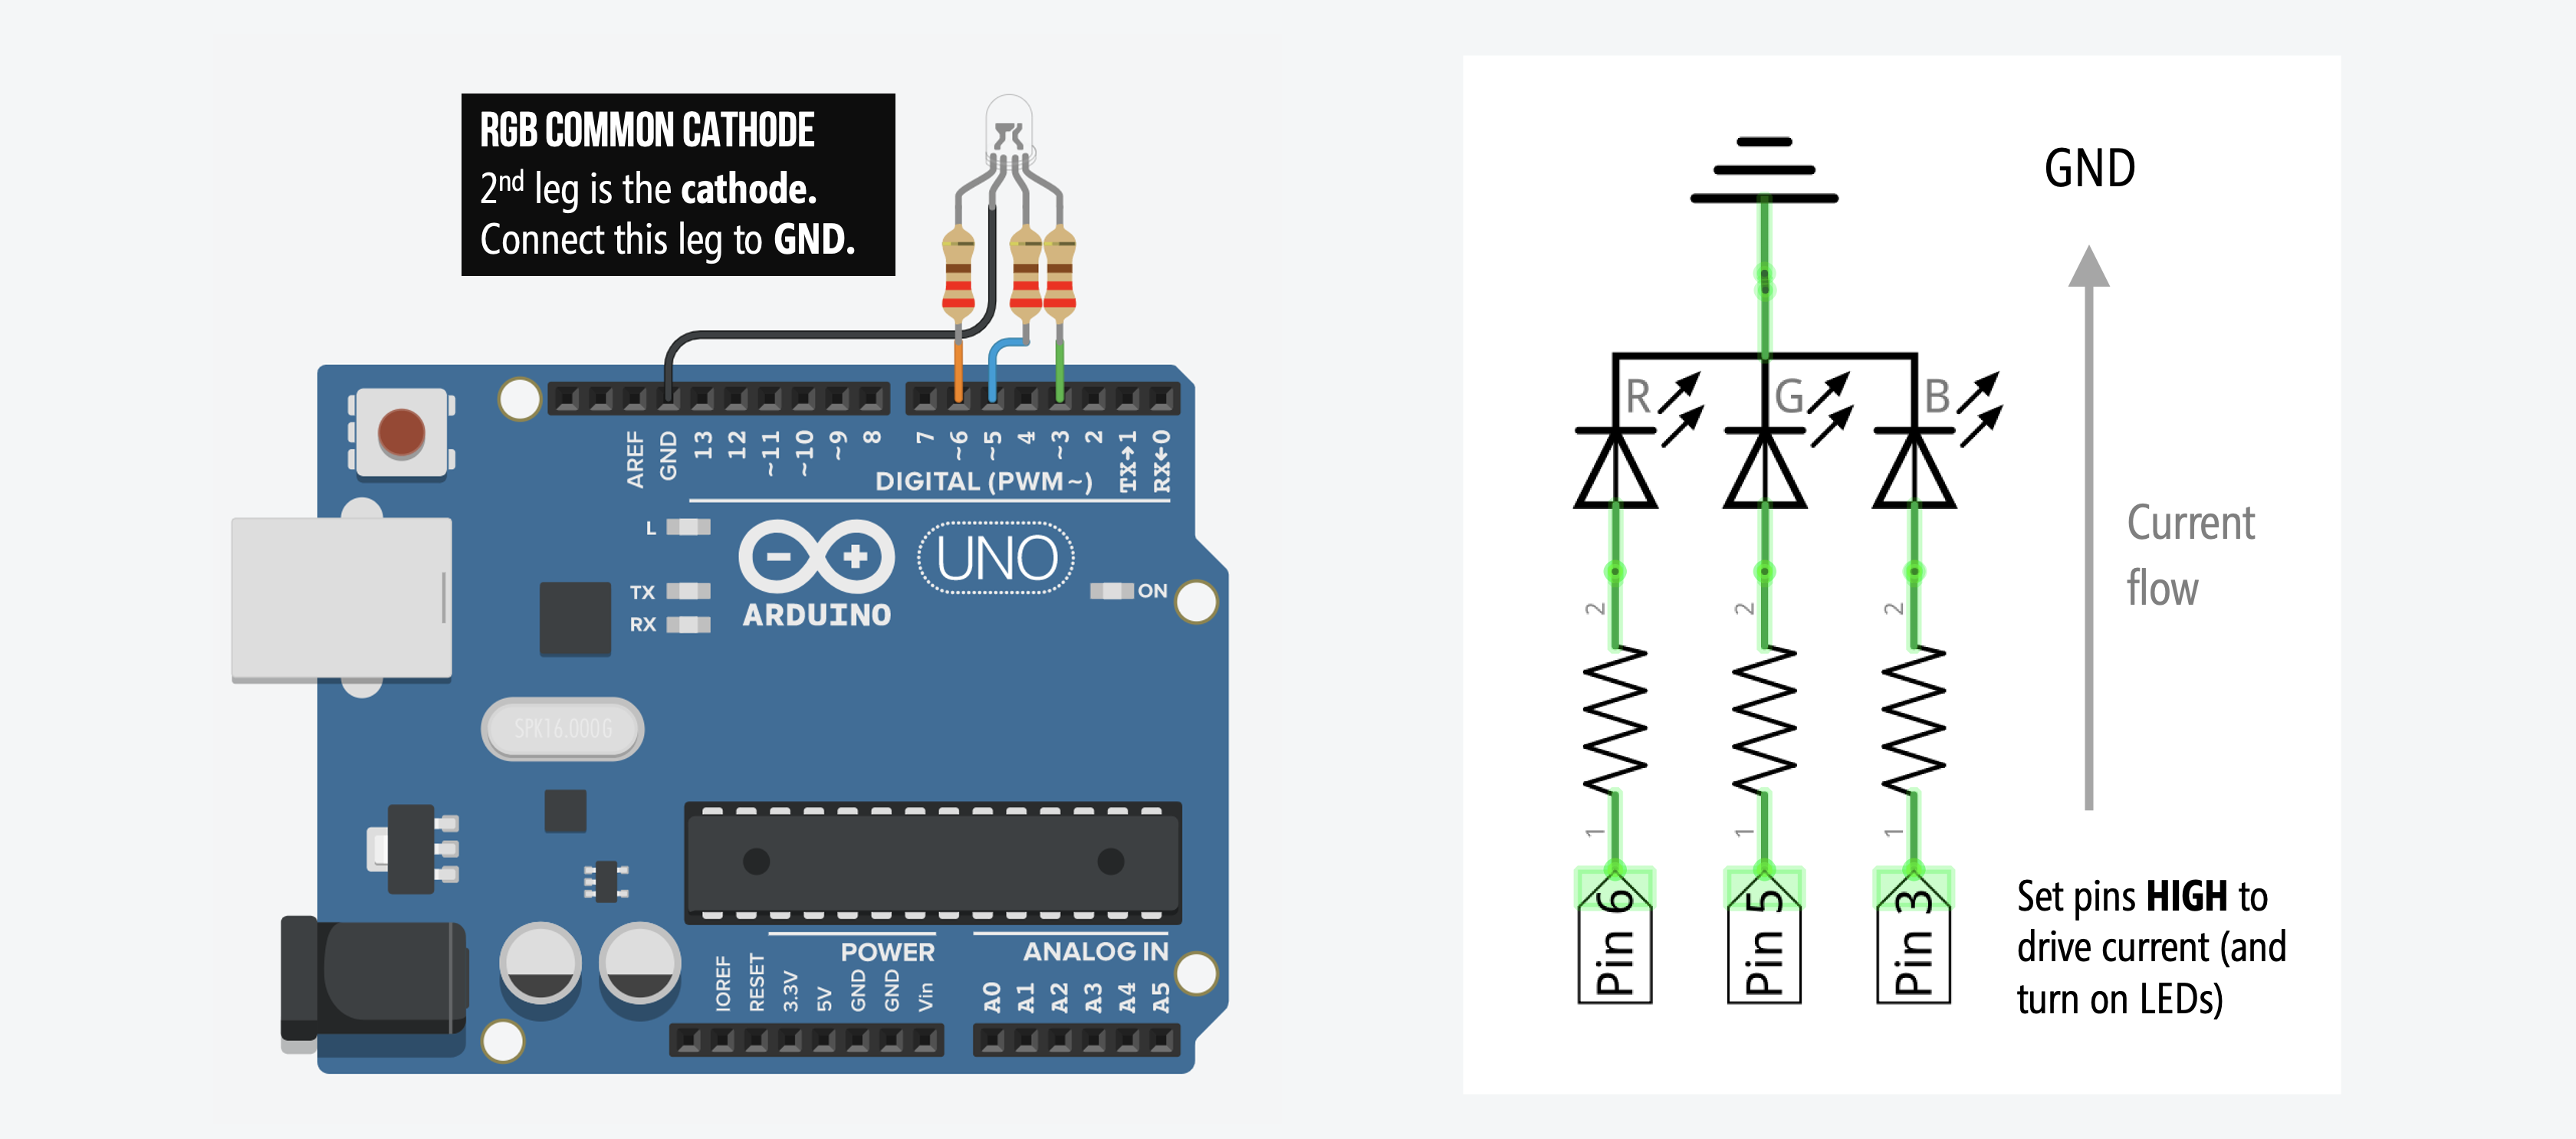 RGB COMMON CATHODE
2nd leg is the cathode.
Connect this leg to GND.
AREF
GND
13
12
~11
~10
~9
8
7
~6
~5
4
~3
2
TX→1
RX←0
DIGITAL (PWM ~)
L
TX
RX
ARDUINO
UNO
ON
SPK16.000G
POWER
ANALOG IN
IOREF
RESET
3.3V
5V
GND
GND
Vin
A0
A1
A2
A3
A4
A5
GND
R
G
B
Current
flow
2
2
2
1
1
1
Pin 6
Pin 5
Pin 3
Set pins HIGH to
drive current (and
turn on LEDs)